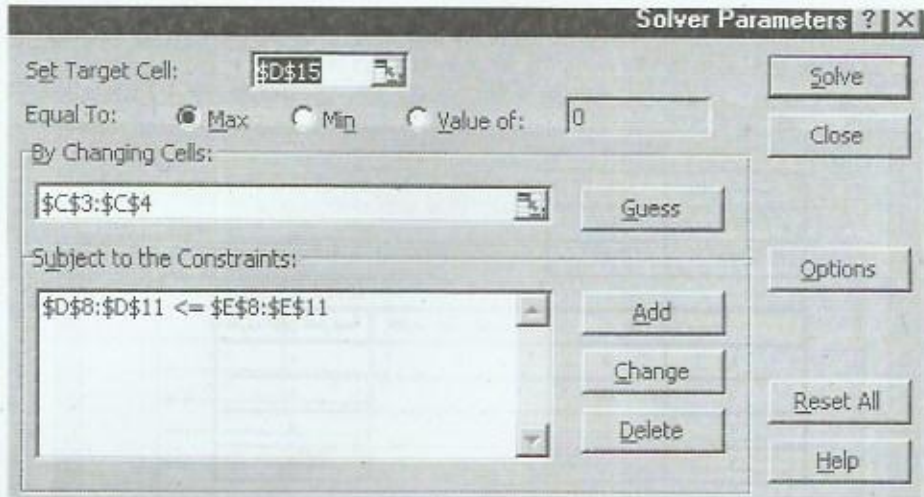 Solver Parameters ? X
Set Target Cell: $D$15
Solve
Equal To: Max Min Value of: 0
Close
By Changing Cells:
$C$3:$C$4
Guess
Subject to the Constraints:
Options
$D$8:$D$11 <= $E$8:$E$11
Add
Change
Reset All
Delete
Help